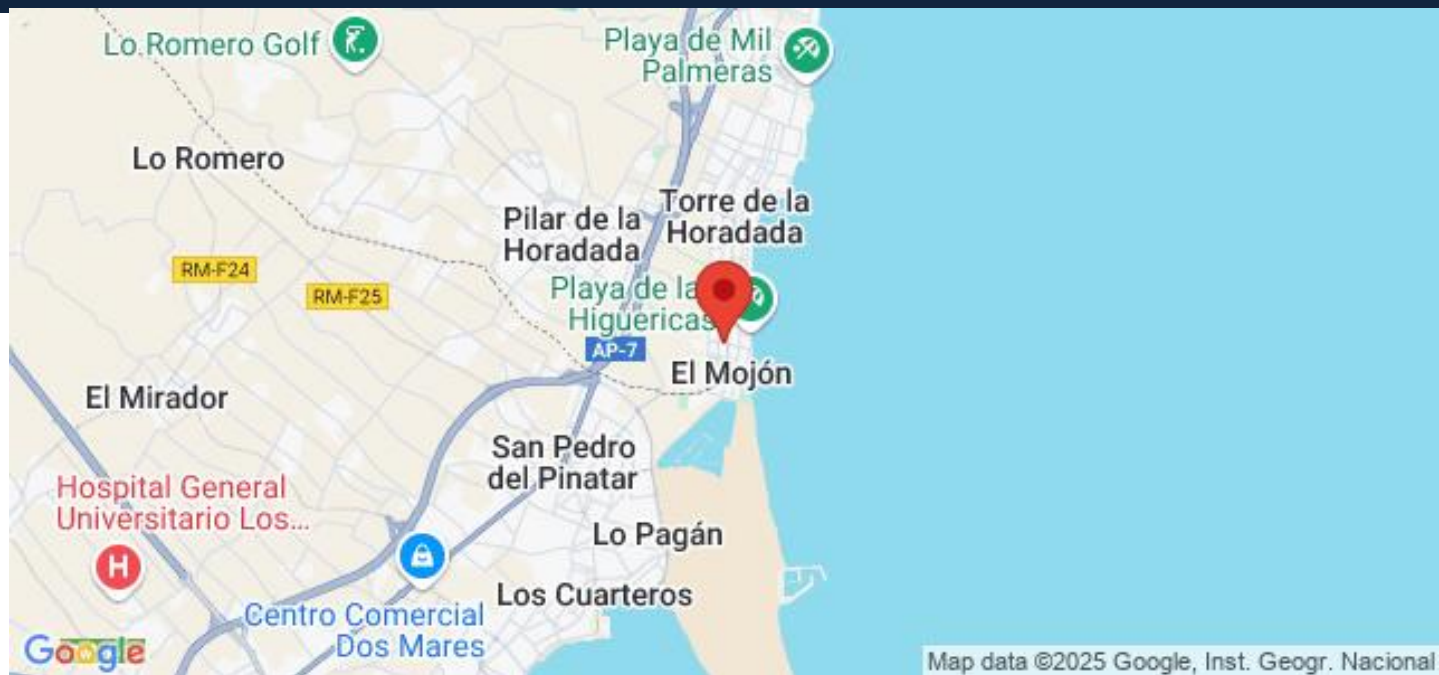 Lo Romero Golf
Playa de Mil
Palmeras
Lo Romero
Torre de la
Horadada
Pilar de la
Horadada
RM-F24
RM-F25
Playa de la
Higuericas
AP-7
El Mojón
El Mirador
San Pedro
del Pinatar
Hospital General
Universitario Los...
H
Lo Pagán
Los Cuarteros
Centro Comercial
Dos Mares
Google
Map data ©2025 Google, Inst. Geogr. Nacional